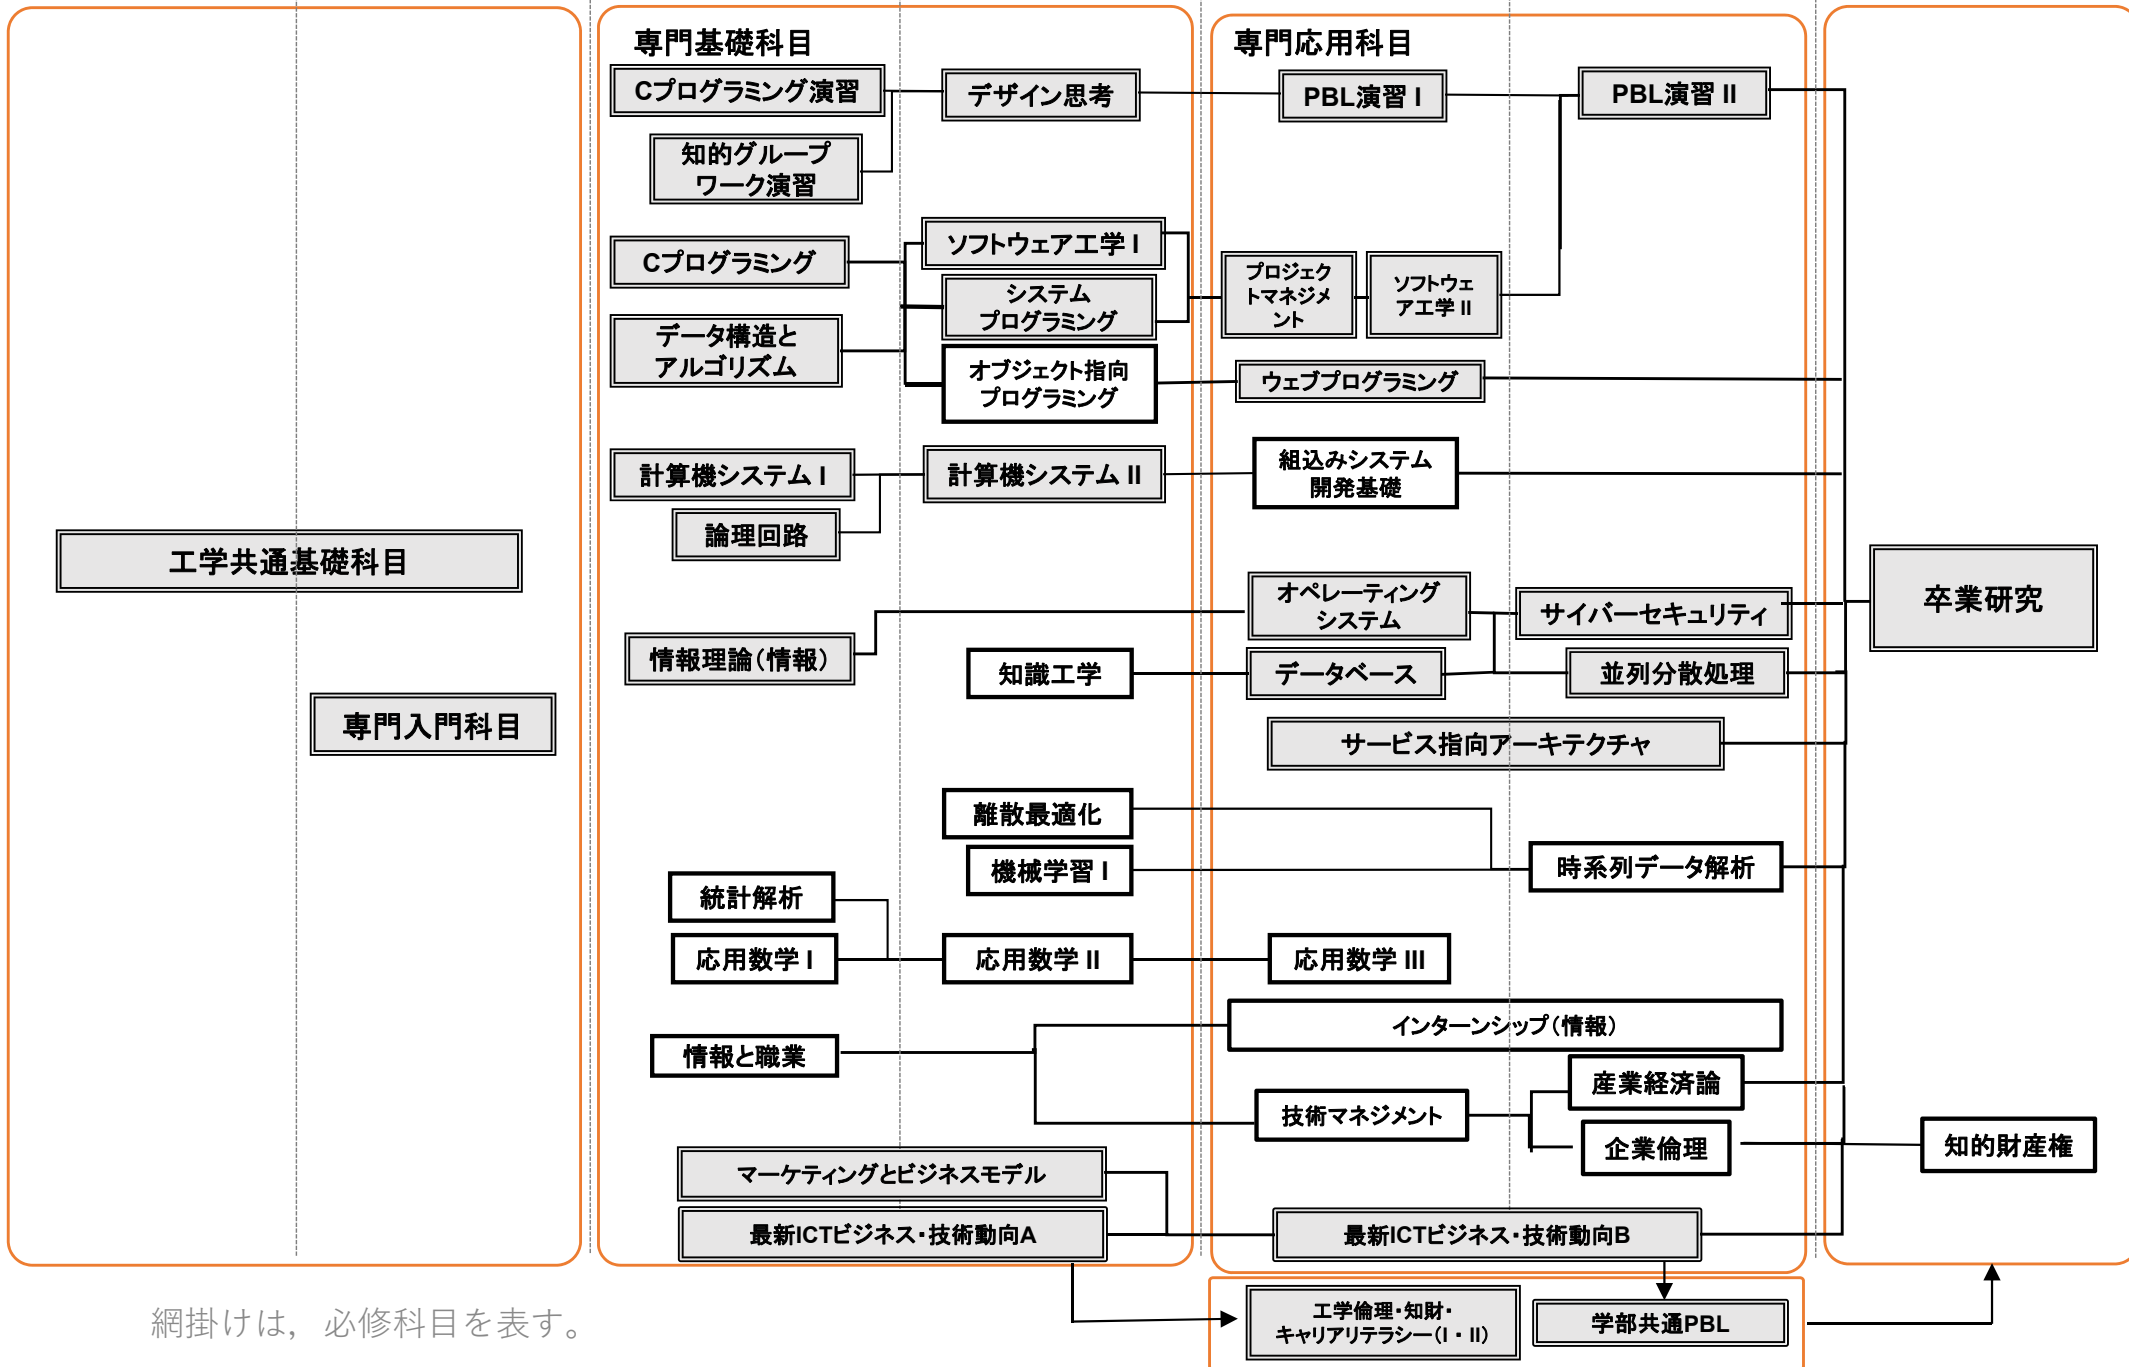 専門基礎科目
専門応用科目
Cプログラミング演習
デザイン思考
PBL演習 I
PBL演習 II
知的グループ
ワーク演習
Cプログラミング
ソフトウェア工学 I
システム
プログラミング
プロジェク
トマネジメ
ント
ソフトウェ
ア工学 II
データ構造と
アルゴリズム
オブジェクト指向
プログラミング
ウェブプログラミング
計算機システム I
計算機システム II
組込みシステム
開発基礎
論理回路
工学共通基礎科目
オペレーティング
システム
サイバーセキュリティ
卒業研究
情報理論（情報）
知識工学
データベース
並列分散処理
専門入門科目
サービス指向アーキテクチャ
離散最適化
機械学習 I
時系列データ解析
統計解析
応用数学 I
応用数学 II
応用数学 III
インターンシップ（情報）
情報と職業
産業経済論
技術マネジメント
企業倫理
知的財産権
マーケティングとビジネスモデル
最新ICTビジネス・技術動向A
最新ICTビジネス・技術動向B
工学倫理・知財・
キャリアリテラシー（I・II）
学部共通PBL
網掛けは，必修科目を表す。